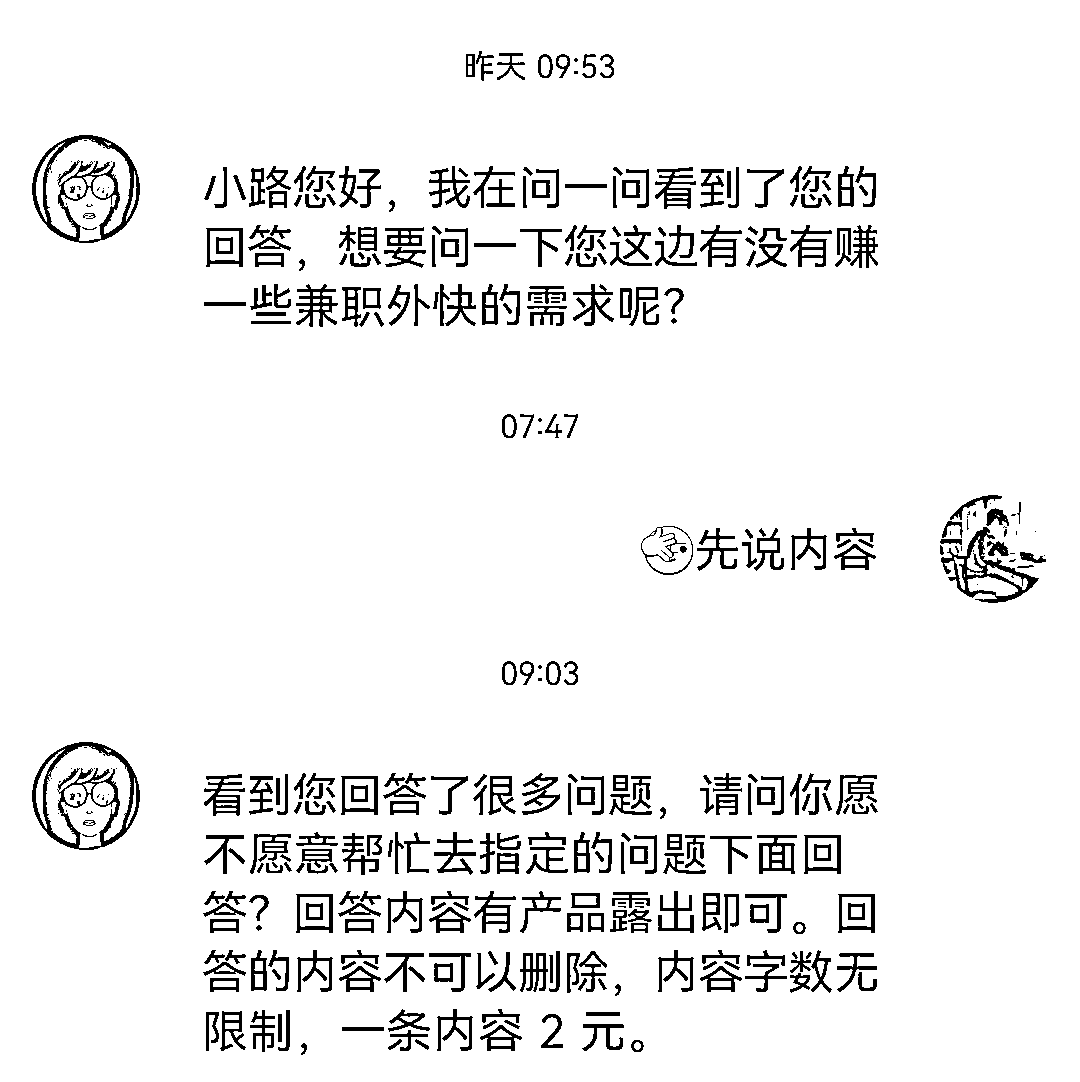 昨天 09:53
小路您好，我在问一问看到了您的
回答，想要问一下您这边有没有赚
一些兼职外快的需求呢？
07:47
先说内容
09:03
看到您回答了很多问题，请问你愿
不愿意帮忙去指定的问题下面回
答？回答内容有产品露出即可。回
答的内容不可以删除，内容字数无
限制，一条内容 2 元。